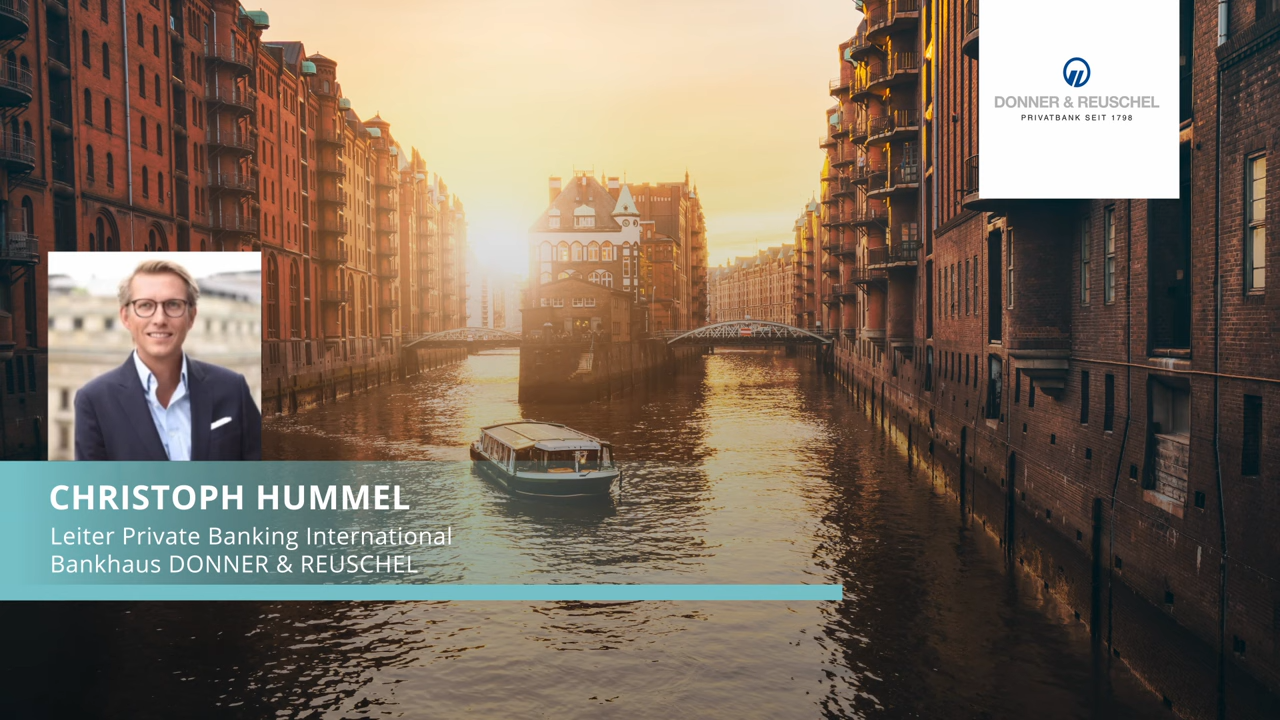 DONNER & REUSCHEL
PRIVATBANK SEIT 1798
CHRISTOPH HUMMEL
Leiter Private Banking International
Bankhaus DONNER & REUSCHEL